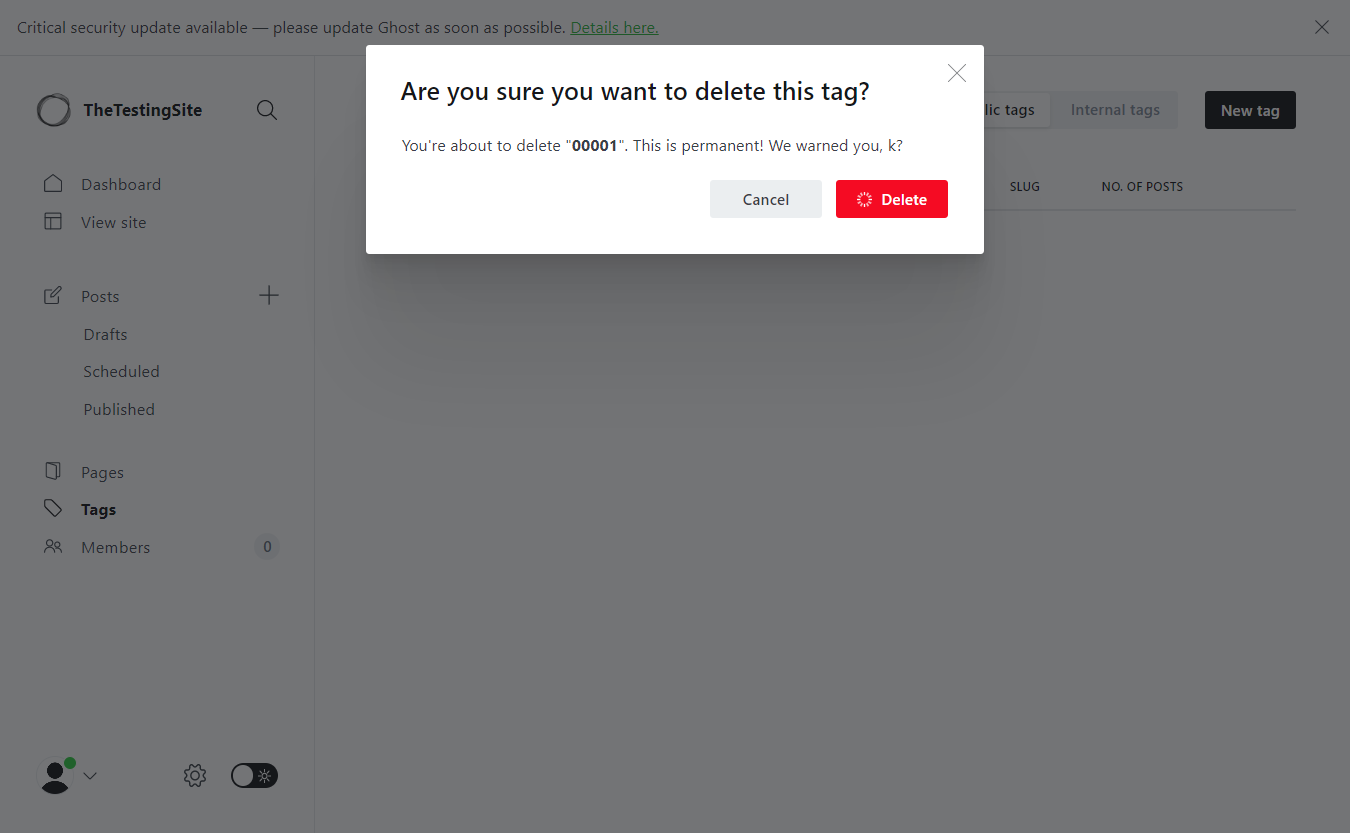 Critical security update available — please update Ghost as soon as possible. Details here.
TheTestingSite
Dashboard
View site
Posts
Drafts
Scheduled
Published
Pages
Tags
Members
0
Are you sure you want to delete this tag?
You're about to delete "00001". This is permanent! We warned you, k?
Cancel
Delete
tags
Internal tags
New tag
SLUG
NO. OF POSTS